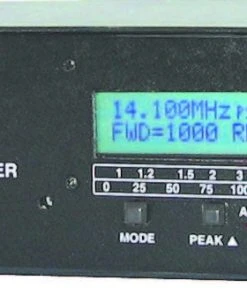 14.100MHz P
FWD=1000 R
ER
1 1.2 1.5 2 3
0 25 50 75 100
A
MODE PEAK ▲